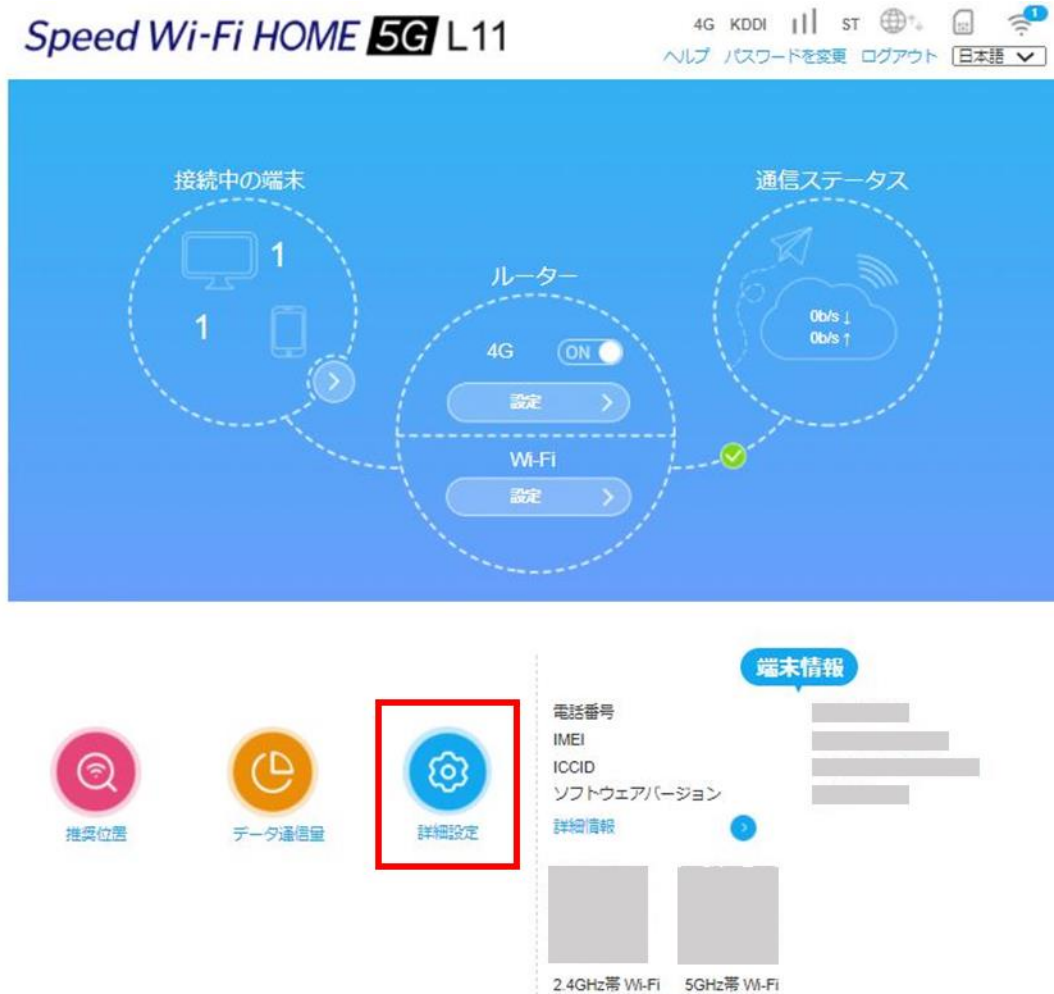 Speed Wi-Fi HOME 5G L11
4G KDDI ST 1
ヘルプ パスワードを変更 ログアウト 日本語
接続中の端末
通信ステータス
1
1
ルーター
0b/s ↓
0b/s ↑
4G ON
設定
Wi-Fi
設定
端末情報
電話番号
IMEI
ICCID
ソフトウェアバージョン
詳細情報
推奨位置
データ通信量
詳細設定
2.4GHz帯 Wi-Fi
5GHz帯 Wi-Fi